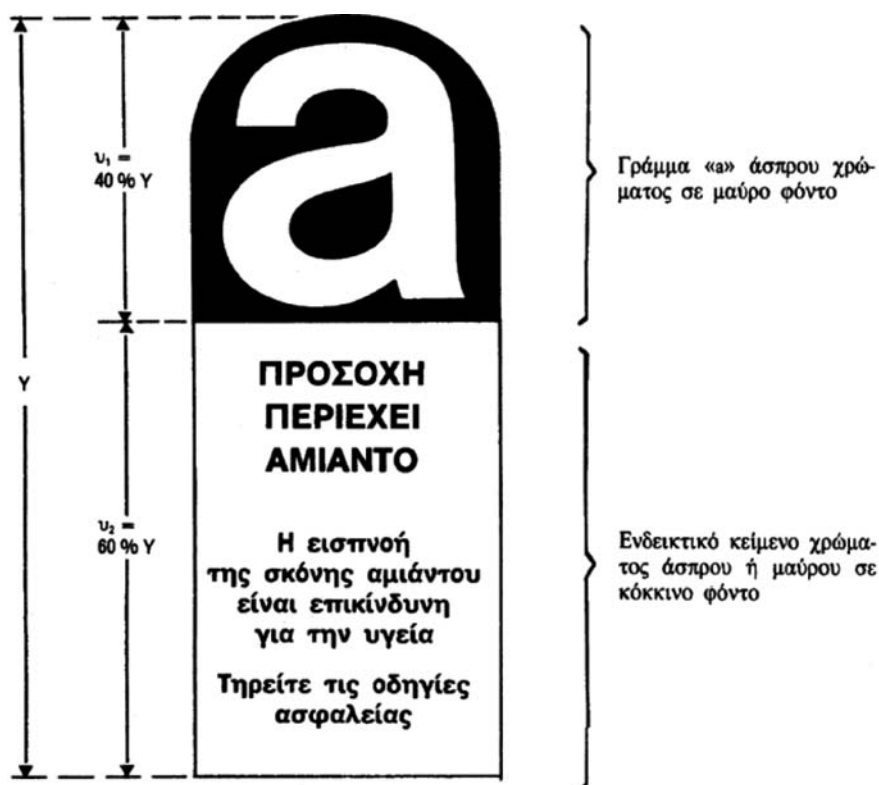 a
υ₁ =
40 % Υ
Γράμμα «a» άσπρου χρώ-
ματος σε μαύρο φόντο
Υ
ΠΡΟΣΟΧΗ
ΠΕΡΙΕΧΕΙ
ΑΜΙΑΝΤΟ
υ₂ =
60 % Υ
Η εισπνοή
της σκόνης αμιάντου
είναι επικίνδυνη
για την υγεία
Τηρείτε τις οδηγίες
ασφαλείας
Ενδεικτικό κείμενο χρώμα-
τος άσπρου ή μαύρου σε
κόκκινο φόντο